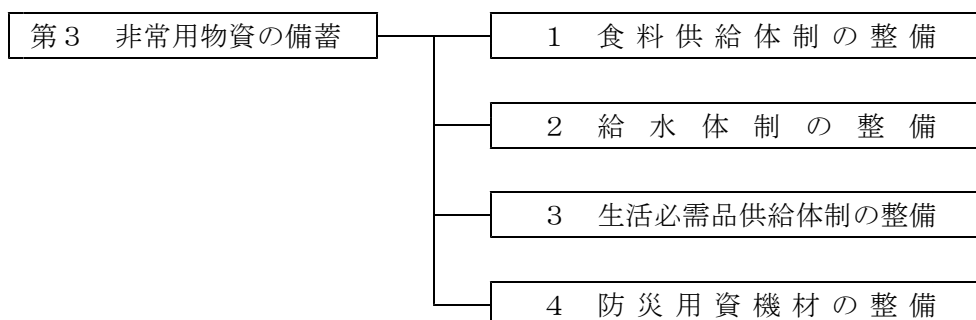 第３　非常用物資の備蓄
１　食料供給体制の整備
２　給水体制の整備
３　生活必需品供給体制の整備
４　防災用資機材の整備